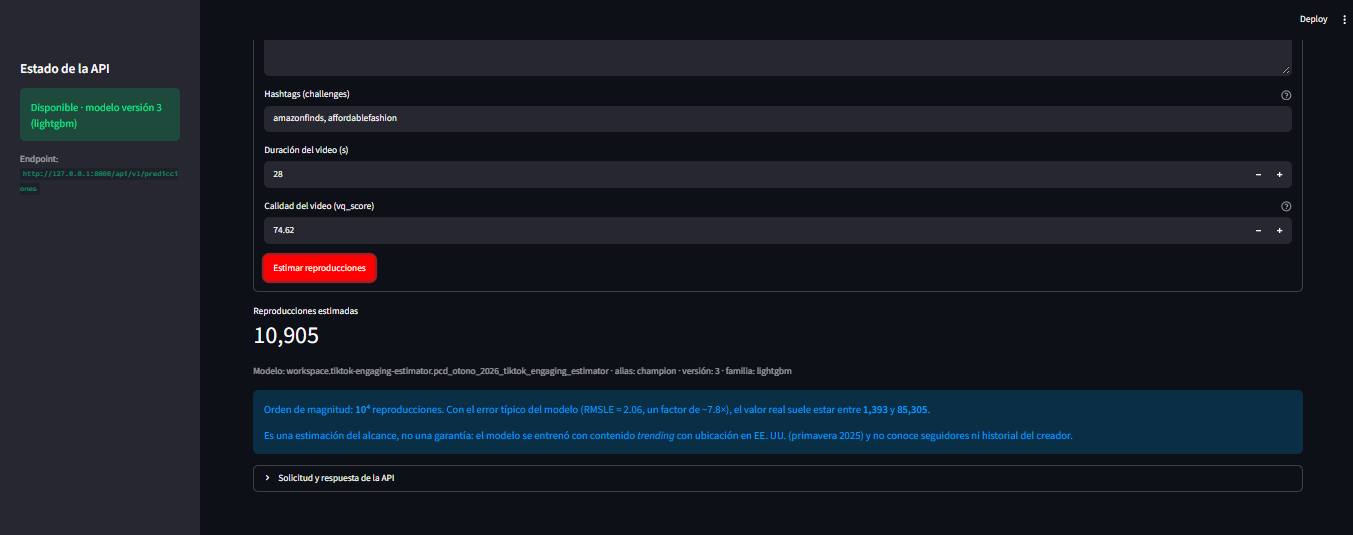 Deploy
Estado de la API
Disponible · modelo versión 3
(lightgbm)
Endpoint:
http://127.0.0.1:8000/api/v1/predicci
ones
Hashtags (challenges)
amazonfinds, affordablefashion
Duración del video (s)
28
Calidad del video (vq_score)
74.62
Estimar reproducciones
Reproducciones estimadas
10,905
Modelo: workspace.tiktok-engaging-estimator.pcd_otono_2026_tiktok_engaging_estimator · alias: champion · versión: 3 · familia: lightgbm
Orden de magnitud: 10⁴ reproducciones. Con el error típico del modelo (RMSLE = 2.06, un factor de ~7.8×), el valor real suele estar entre 1,393 y 85,305.
Es una estimación del alcance, no una garantía: el modelo se entrenó con contenido trending con ubicación en EE. UU. (primavera 2025) y no conoce seguidores ni historial del creador.
Solicitud y respuesta de la API